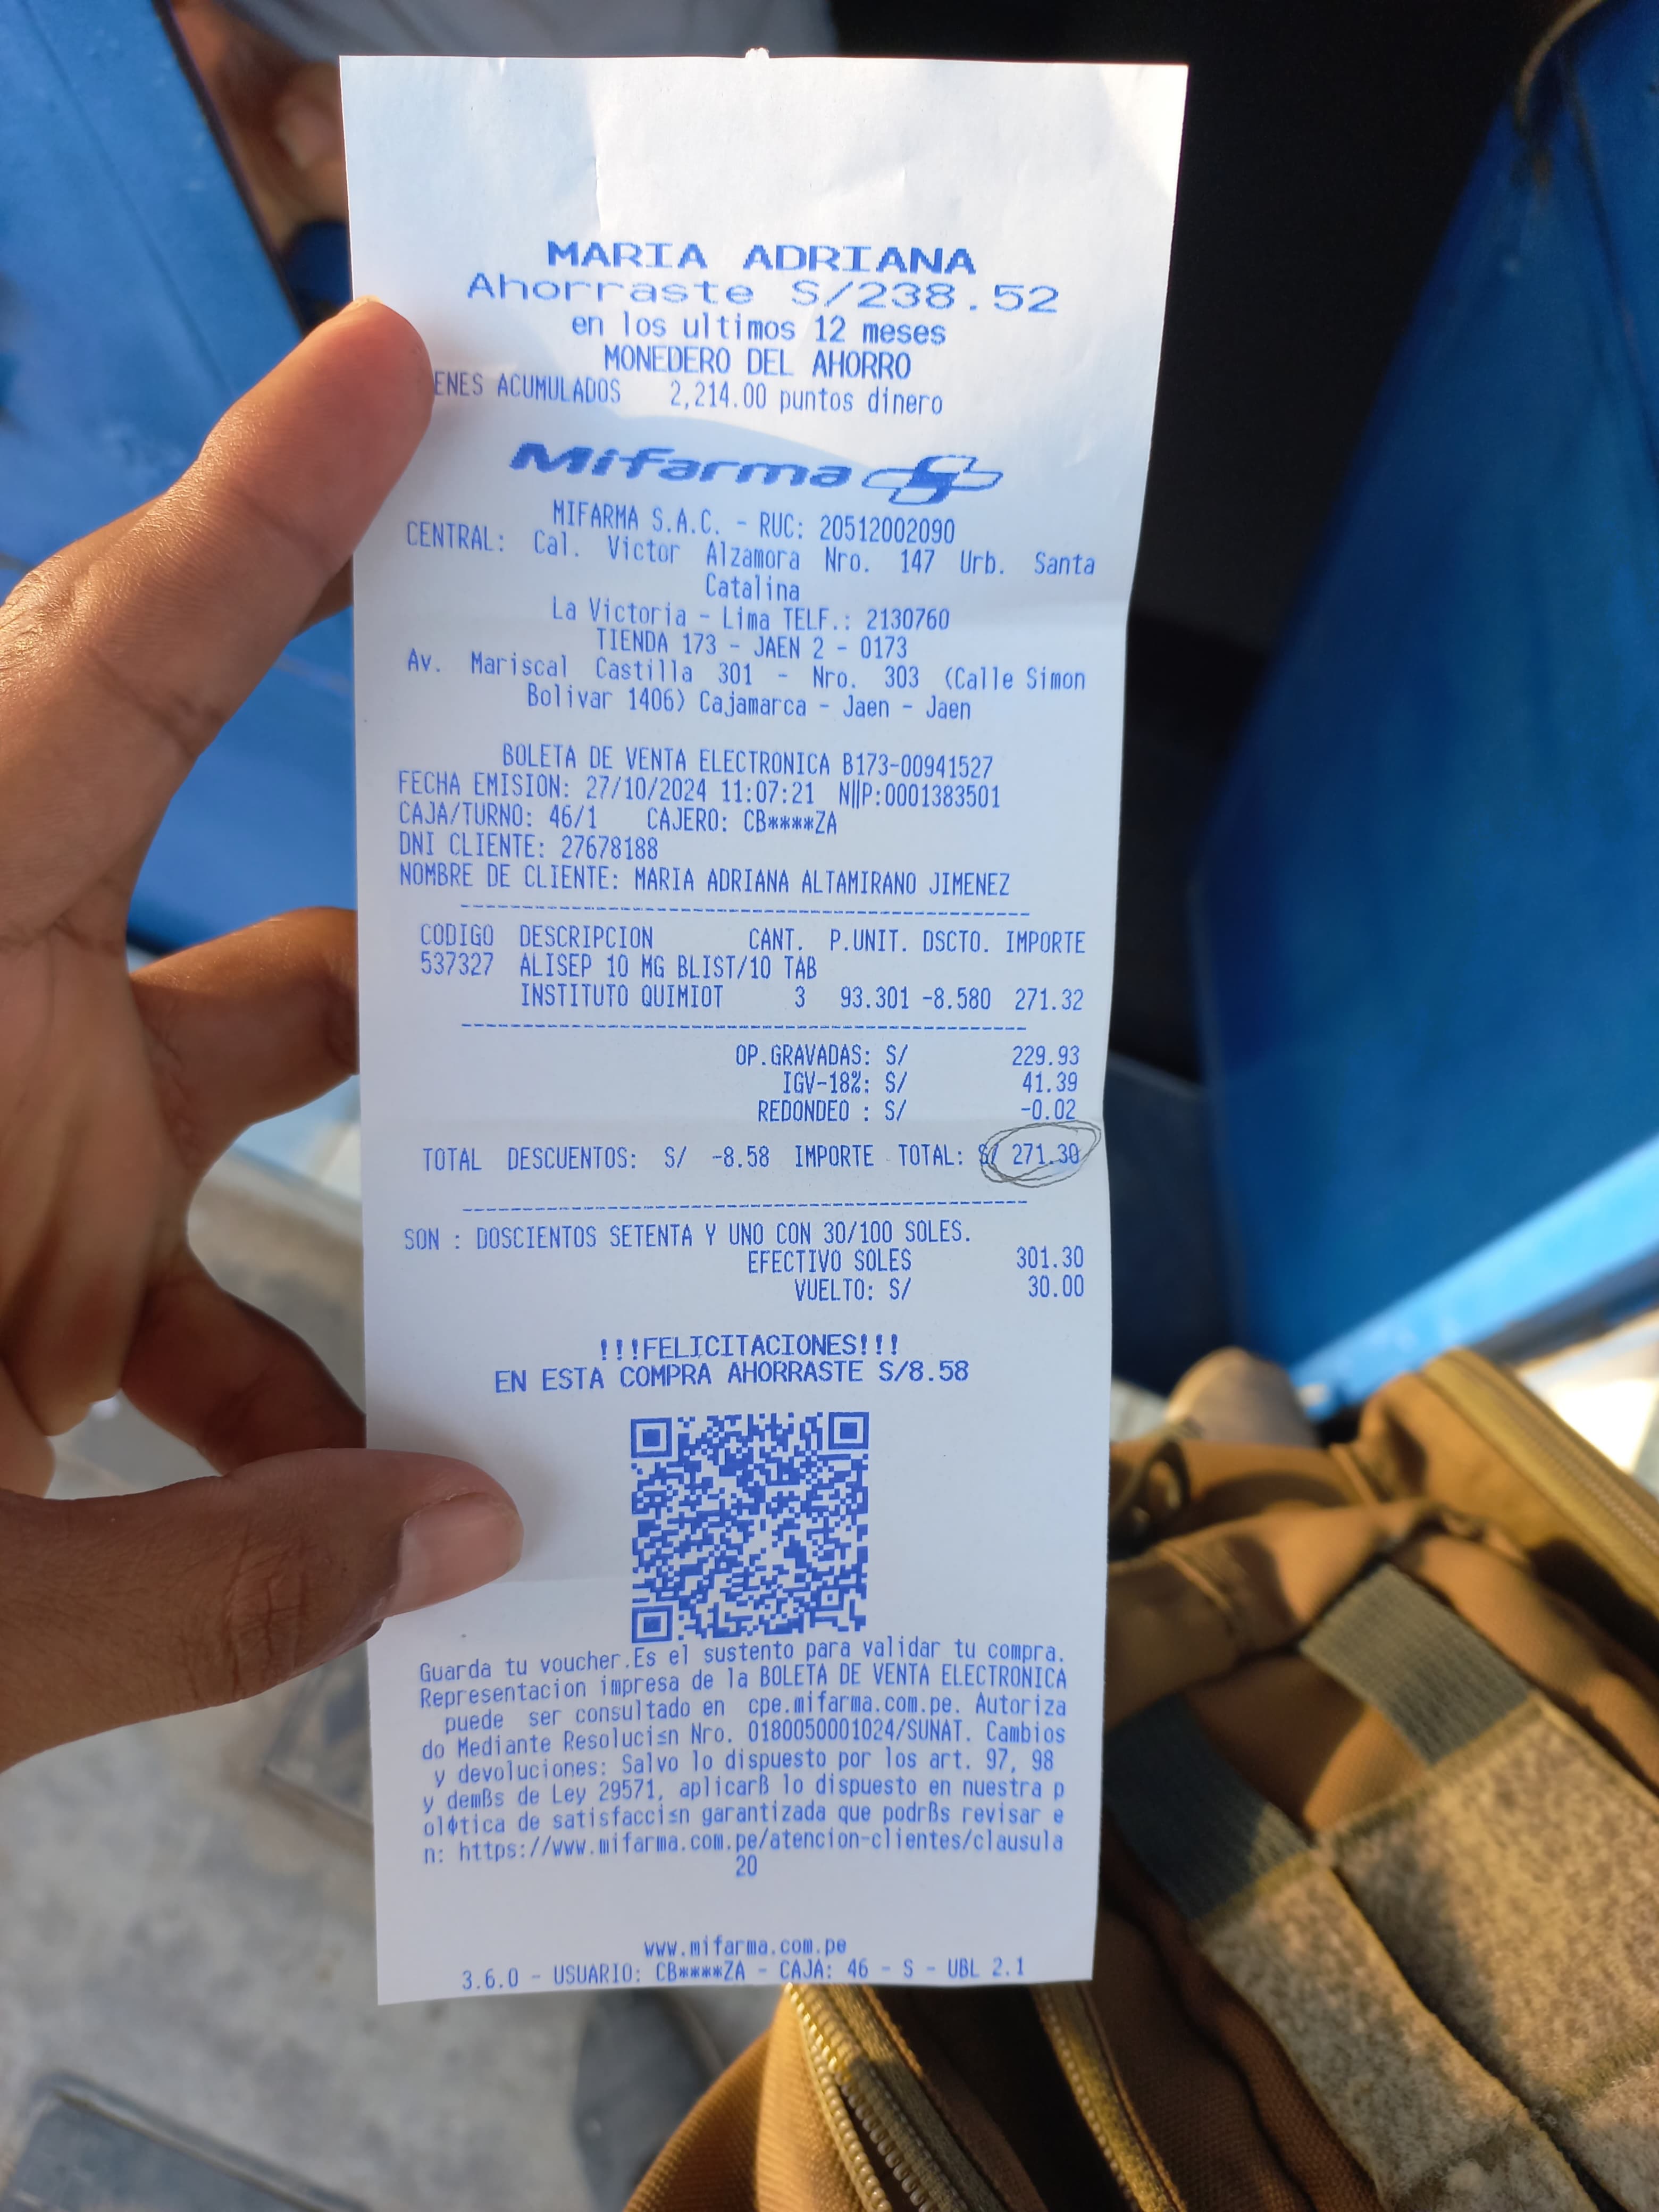 MARIA ADRIANA
Ahorraste S/238.52
en los ultimos 12 meses
MONEDERO DEL AHORRO
ACUMULADOS 2,214.00 puntos dinero
Mifarma
MIFARMA S.A.C. - RUC: 20512002090
CENTRAL: Cal. Victor Alzamora Nro. 147 Urb. Santa
Catalina
La Victoria - Lima TELF.: 2130760
TIENDA 173 - JAEN 2 - 0173
Av. Mariscal Castilla 301 - Nro. 303 (Calle Simon
Bolivar 1406) Cajamarca - Jaen - Jaen
BOLETA DE VENTA ELECTRONICA B173-00941527
FECHA EMISION: 27/10/2024 11:07:21 N||P:0001383501
CAJA/TURNO: 46/1 CAJERO: CB****ZA
DNI CLIENTE: 27678188
NOMBRE DE CLIENTE: MARIA ADRIANA ALTAMIRANO JIMENEZ
CODIGO DESCRIPCION CANT. P.UNIT. DSCTO. IMPORTE
537327 ALISEP 10 MG BLIST/10 TAB
INSTITUTO QUIMIOT 3 93.301 -8.580 271.32
OP.GRAVADAS: S/ 229.93
IGV-18%: S/ 41.39
REDONDEO : S/ -0.02
TOTAL DESCUENTOS: S/ -8.58 IMPORTE TOTAL: S/ 271.30
SON : DOSCIENTOS SETENTA Y UNO CON 30/100 SOLES.
EFECTIVO SOLES 301.30
VUELTO: S/ 30.00
!!!FELICITACIONES!!!
EN ESTA COMPRA AHORRASTE S/8.58
Guarda tu voucher.Es el sustento para validar tu compra.
Representacion impresa de la BOLETA DE VENTA ELECTRONICA
puede ser consultado en cpe.mifarma.com.pe. Autoriza
do Mediante Resoluci≤n Nro. 0180050001024/SUNAT. Cambios
y devoluciones: Salvo lo dispuesto por los art. 97, 98
y demßs de Ley 29571, aplicarß lo dispuesto en nuestra p
olφtica de satisfacci≤n garantizada que podrßs revisar e
n: https://www.mifarma.com.pe/atencion-clientes/clausula
20
www.mifarma.com.pe
3.6.0 - USUARIO: CB****ZA - CAJA: 46 - S - UBL 2.1